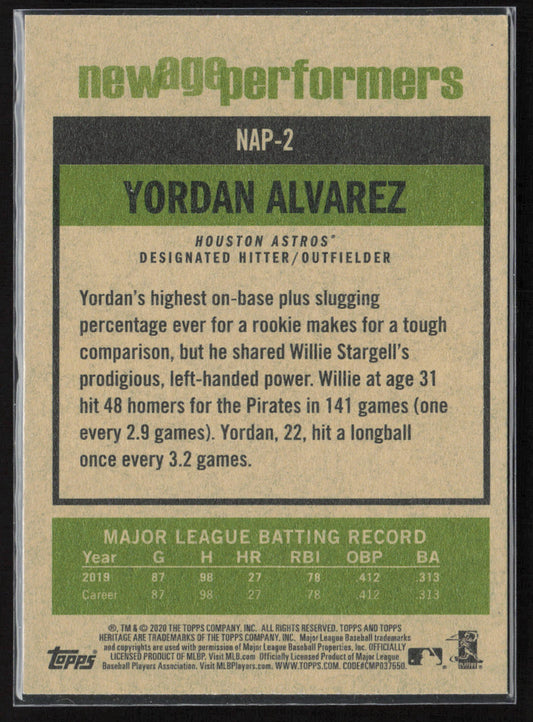 newageperformers
NAP-2
YORDAN ALVAREZ
HOUSTON ASTROS®
DESIGNATED HITTER/OUTFIELDER
Yordan's highest on-base plus slugging
percentage ever for a rookie makes for a tough
comparison, but he shared Willie Stargell's
prodigious, left-handed power. Willie at age 31
hit 48 homers for the Pirates in 141 games (one
every 2.9 games). Yordan, 22, hit a longball
once every 3.2 games.
MAJOR LEAGUE BATTING RECORD
Year G H HR RBI OBP BA
2019 87 98 27 78 .412 .313
Career 87 98 27 78 .412 .313
®, TM & © 2020 THE TOPPS COMPANY, INC. ALL RIGHTS RESERVED. TOPPS AND TOPPS
HERITAGE ARE TRADEMARKS OF THE TOPPS COMPANY, INC. Major League Baseball trademarks
and copyrights are used with permission of Major League Baseball Properties, Inc. OFFICIALLY
LICENSED PRODUCT OF MLBP. Visit MLB.com Officially Licensed Product of Major League
Baseball Players Association. Visit MLBPlayers.com. WWW.TOPPS.COM. CODE#CMP037650.
Topps